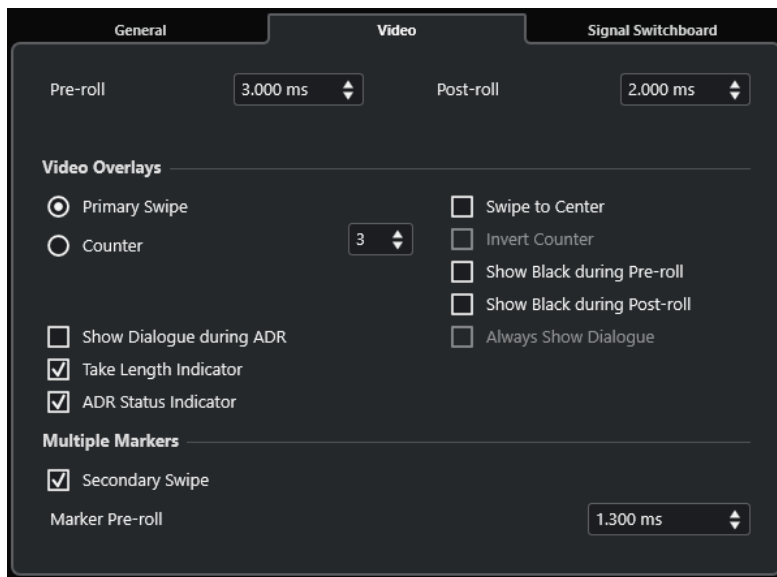 General Video Signal Switchboard
Pre-roll 3.000 ms Post-roll 2.000 ms
Video Overlays
Primary Swipe Swipe to Center
Counter 3 Invert Counter
Show Black during Pre-roll
Show Black during Post-roll
Show Dialogue during ADR Always Show Dialogue
Take Length Indicator
ADR Status Indicator
Multiple Markers
Secondary Swipe
Marker Pre-roll 1.300 ms